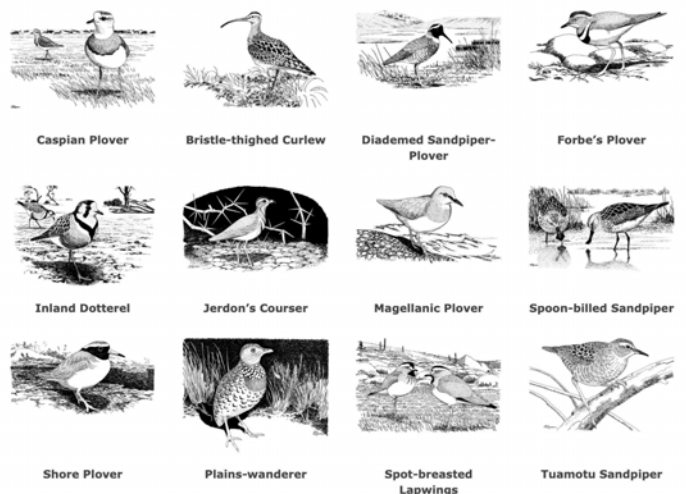 Caspian Plover
Bristle-thighed Curlew
Diademed Sandpiper-
Plover
Forbe's Plover
Inland Dotterel
Jerdon's Courser
Magellanic Plover
Spoon-billed Sandpiper
Shore Plover
Plains-wanderer
Spot-breasted
Lapwings
Tuamotu Sandpiper